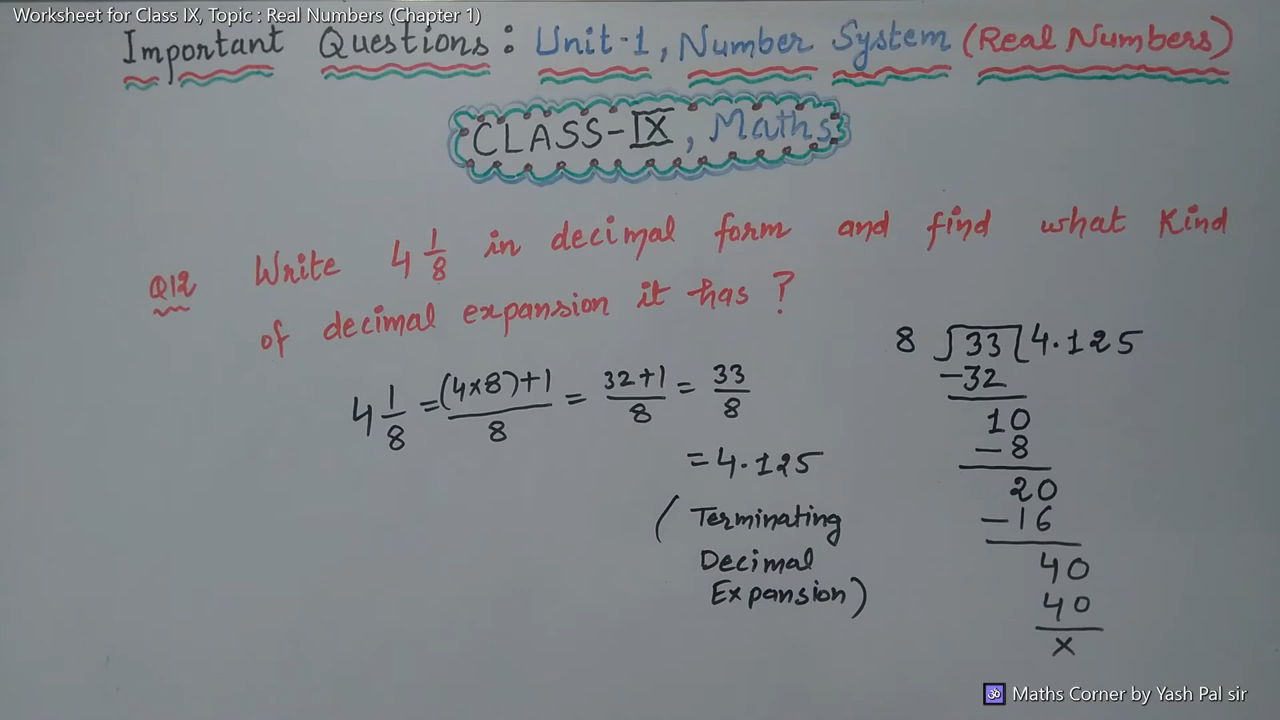 Worksheet for Class IX, Topic : Real Numbers (Chapter 1)
Important Questions: Unit-1, Number System (Real Numbers)
CLASS-IX, Maths
Q12 Write 4 1/8 in decimal form and find what kind
of decimal expansion it has ?
4 1/8 = (4×8)+1/8 = 32+1/8 = 33/8
= 4.125
( Terminating
Decimal
Expansion )
8 33 4.125
-32
10
-8
20
-16
40
40
×
ॐ Maths Corner by Yash Pal sir